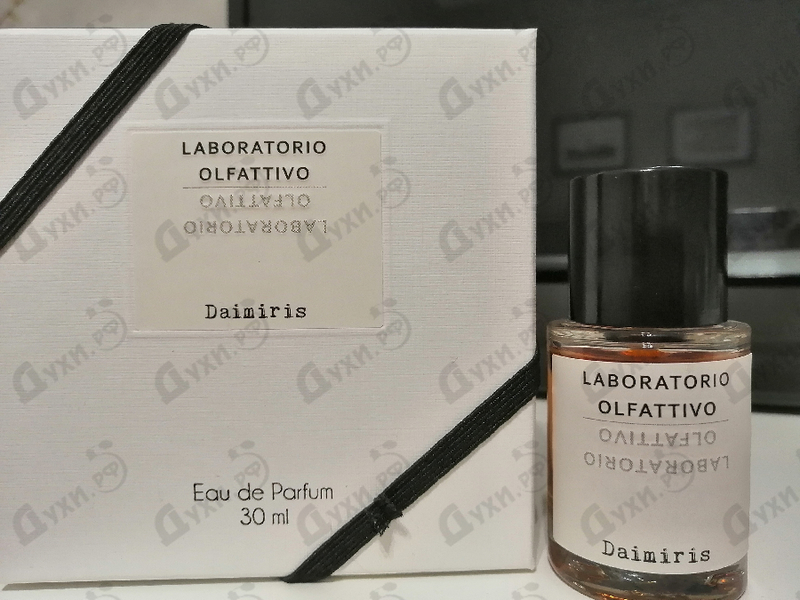 LABORATORIO
OLFATTIVO
OLFATTIVO
LABORATORIO
Daimiris
Eau de Parfum
30 ml
LABORATORIO
OLFATTIVO
OLFATTIVO
LABORATORIO
Daimiris
Духи.РФ